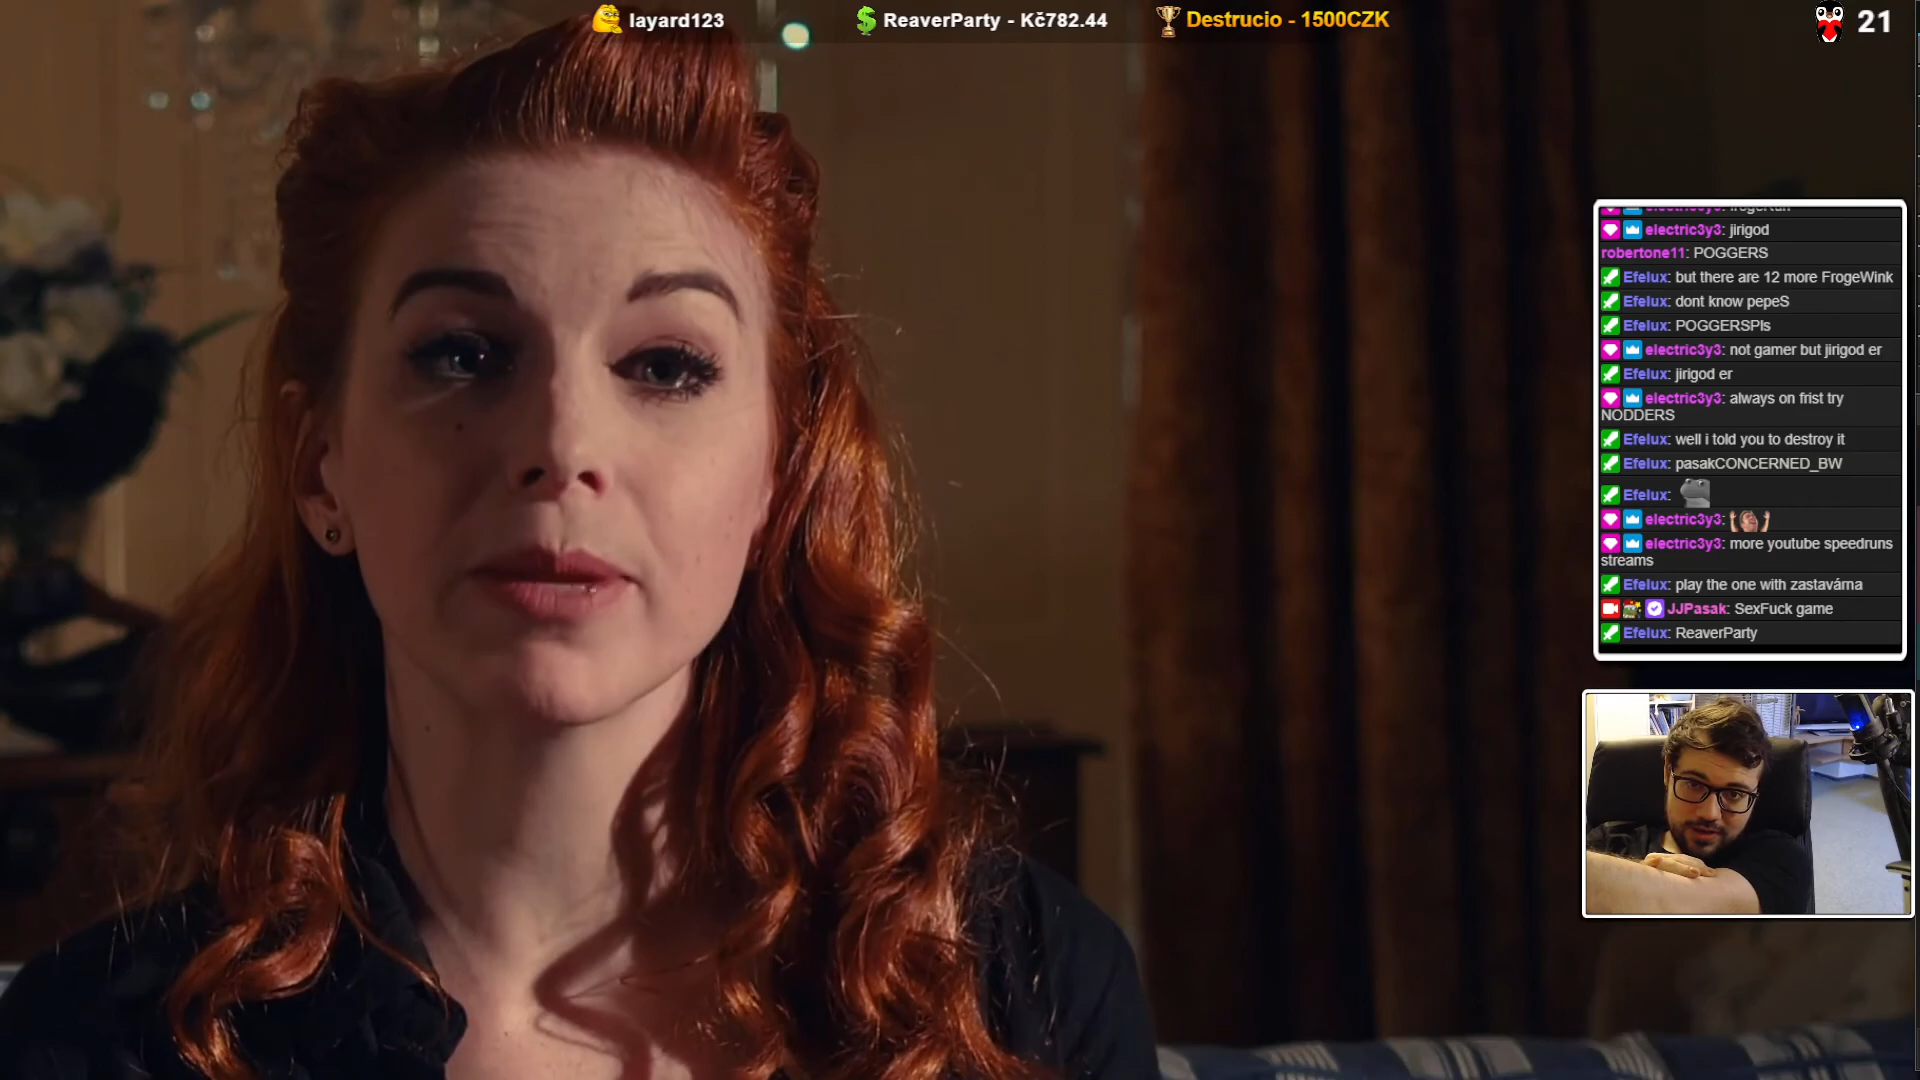 layard123
ReaverParty - Kč782.44
Destrucio - 1500CZK
21
electric3y3: jirigod
robertone11: POGGERS
Efelux: but there are 12 more FrogeWink
Efelux: dont know pepeS
Efelux: POGGERSPls
electric3y3: not gamer but jirigod er
Efelux: jirigod er
electric3y3: always on frist try
NODDERS
Efelux: well i told you to destroy it
Efelux: pasakCONCERNED_BW
Efelux:
electric3y3:
electric3y3: more youtube speedruns
streams
Efelux: play the one with zastavárna
JJPasak: SexFuck game
Efelux: ReaverParty